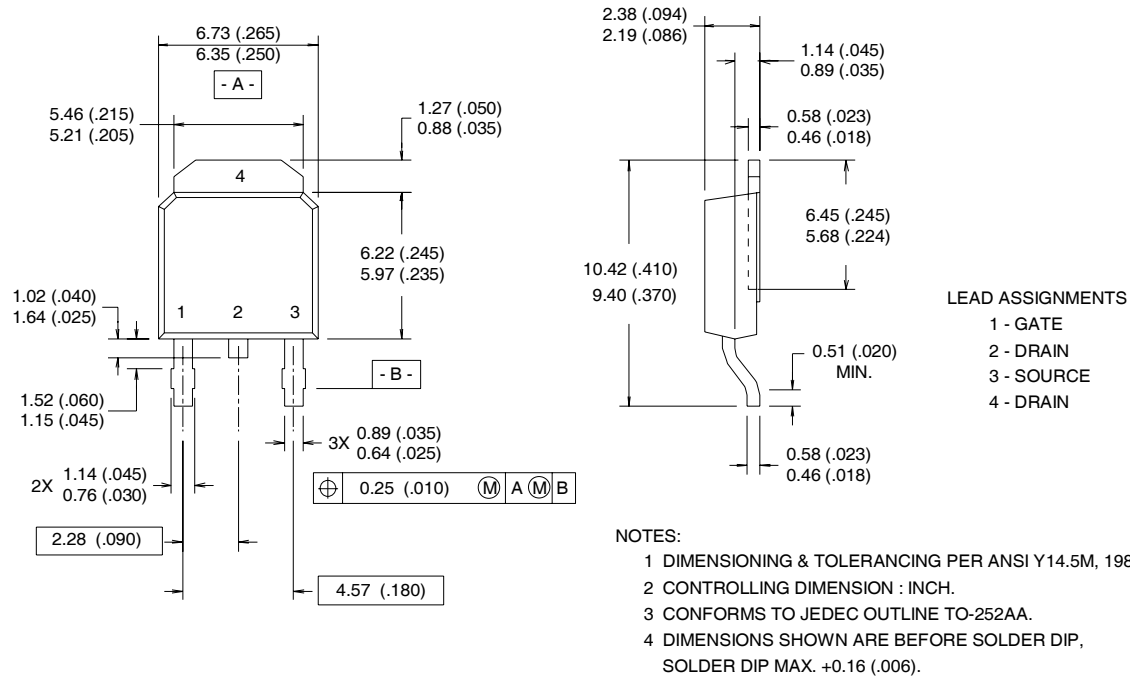 6.73 (.265)
6.35 (.250)
- A -
5.46 (.215)
5.21 (.205)
1.27 (.050)
0.88 (.035)
4
6.22 (.245)
5.97 (.235)
1.02 (.040)
1.64 (.025)
1 2 3
- B -
1.52 (.060)
1.15 (.045)
3X 0.89 (.035)
0.64 (.025)
2X 1.14 (.045)
0.76 (.030)
⌖ 0.25 (.010) Ⓜ A Ⓜ B
2.28 (.090)
4.57 (.180)
2.38 (.094)
2.19 (.086)
1.14 (.045)
0.89 (.035)
0.58 (.023)
0.46 (.018)
6.45 (.245)
5.68 (.224)
10.42 (.410)
9.40 (.370)
0.51 (.020)
MIN.
0.58 (.023)
0.46 (.018)
LEAD ASSIGNMENTS
1 - GATE
2 - DRAIN
3 - SOURCE
4 - DRAIN
NOTES:
1 DIMENSIONING & TOLERANCING PER ANSI Y14.5M, 198
2 CONTROLLING DIMENSION : INCH.
3 CONFORMS TO JEDEC OUTLINE TO-252AA.
4 DIMENSIONS SHOWN ARE BEFORE SOLDER DIP,
SOLDER DIP MAX. +0.16 (.006).